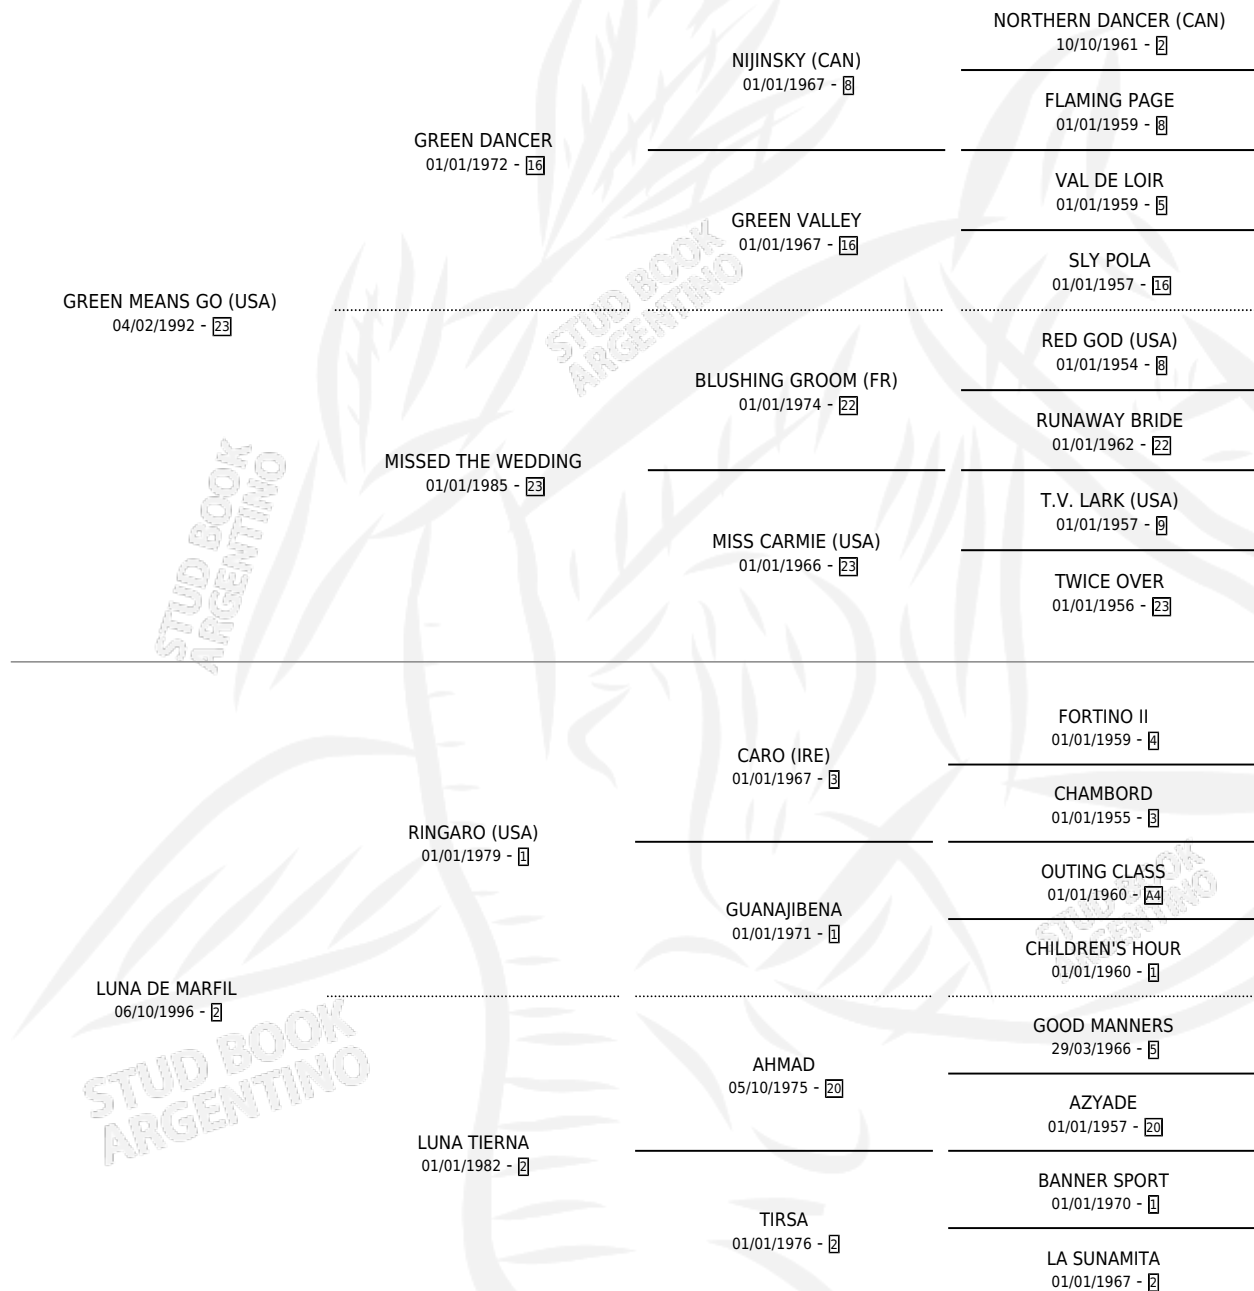 NORTHERN DANCER (CAN)
10/10/1961 - 2
NIJINSKY (CAN)
01/01/1967 - 8
FLAMING PAGE
01/01/1959 - 8
GREEN DANCER
01/01/1972 - 16
VAL DE LOIR
01/01/1959 - 5
GREEN VALLEY
01/01/1967 - 16
SLY POLA
01/01/1957 - 16
GREEN MEANS GO (USA)
04/02/1992 - 23
STUD BOOK
ARGENTINO
RED GOD (USA)
01/01/1954 - 8
BLUSHING GROOM (FR)
01/01/1974 - 22
RUNAWAY BRIDE
01/01/1962 - 22
MISSED THE WEDDING
01/01/1985 - 23
T.V. LARK (USA)
01/01/1957 - 9
MISS CARMIE (USA)
01/01/1966 - 23
TWICE OVER
01/01/1956 - 23
STUD BOOK
ARGENTINO
FORTINO II
01/01/1959 - 4
CARO (IRE)
01/01/1967 - 3
CHAMBORD
01/01/1955 - 3
RINGARO (USA)
01/01/1979 - 1
OUTING CLASS
01/01/1960 - A4
STUD BOOK
ARGENTINO
GUANAJIBENA
01/01/1971 - 1
CHILDREN'S HOUR
01/01/1960 - 1
LUNA DE MARFIL
06/10/1996 - 2
STUD BOOK
ARGENTINO
GOOD MANNERS
29/03/1966 - 5
AHMAD
05/10/1975 - 20
AZYADE
01/01/1957 - 20
LUNA TIERNA
01/01/1982 - 2
BANNER SPORT
01/01/1970 - 1
TIRSA
01/01/1976 - 2
LA SUNAMITA
01/01/1967 - 2